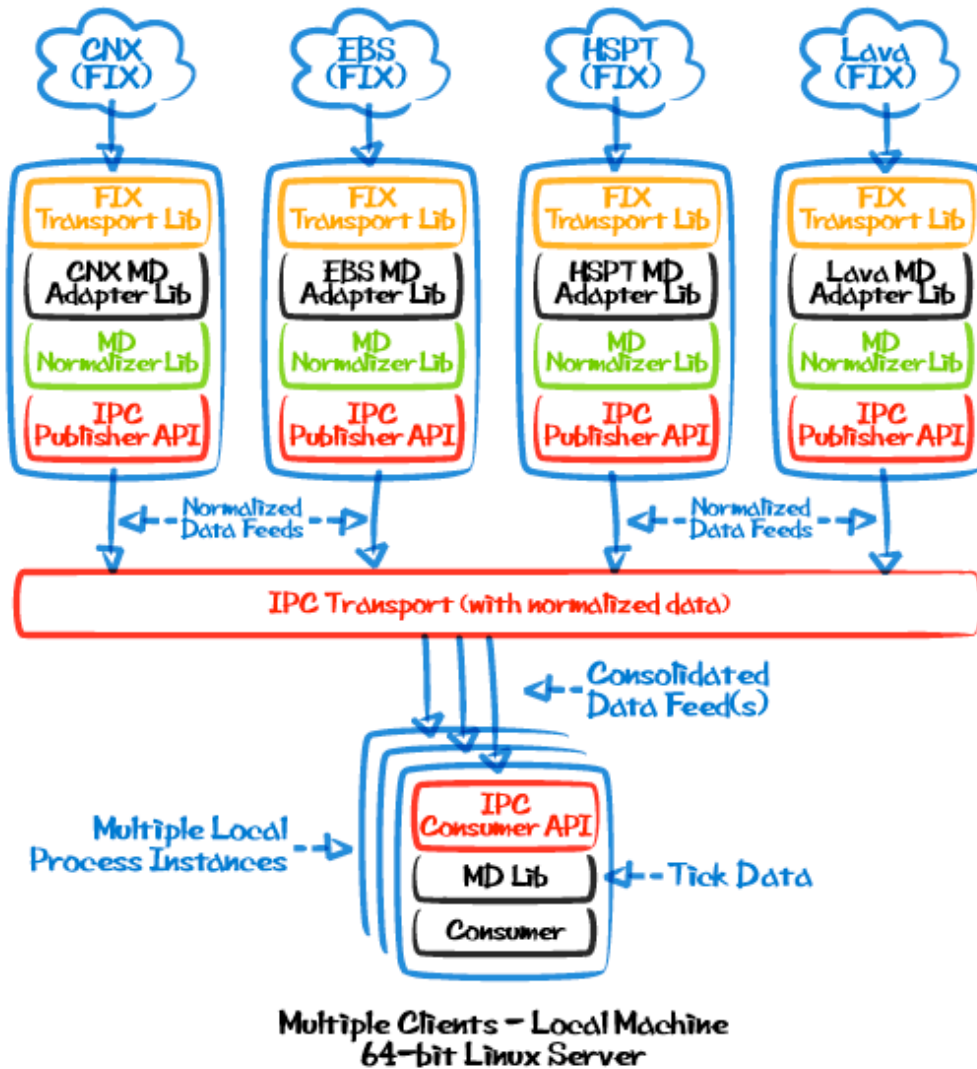 CNX
(FIX)
EBS
(FIX)
HSPT
(FIX)
Lava
(FIX)
FIX
Transport Lib
CNX MD
Adapter Lib
MD
Normalizer Lib
IPC
Publisher API
FIX
Transport Lib
EBS MD
Adapter Lib
MD
Normalizer Lib
IPC
Publisher API
FIX
Transport Lib
HSPT MD
Adapter Lib
MD
Normalizer Lib
IPC
Publisher API
FIX
Transport Lib
Lava MD
Adapter Lib
MD
Normalizer Lib
IPC
Publisher API
Normalized
Data Feeds
Normalized
Data Feeds
IPC Transport (with normalized data)
Consolidated
Data Feed(s)
IPC
Consumer API
Multiple Local
Process Instances
MD Lib
Tick Data
Consumer
Multiple Clients - Local Machine
64-bit Linux Server